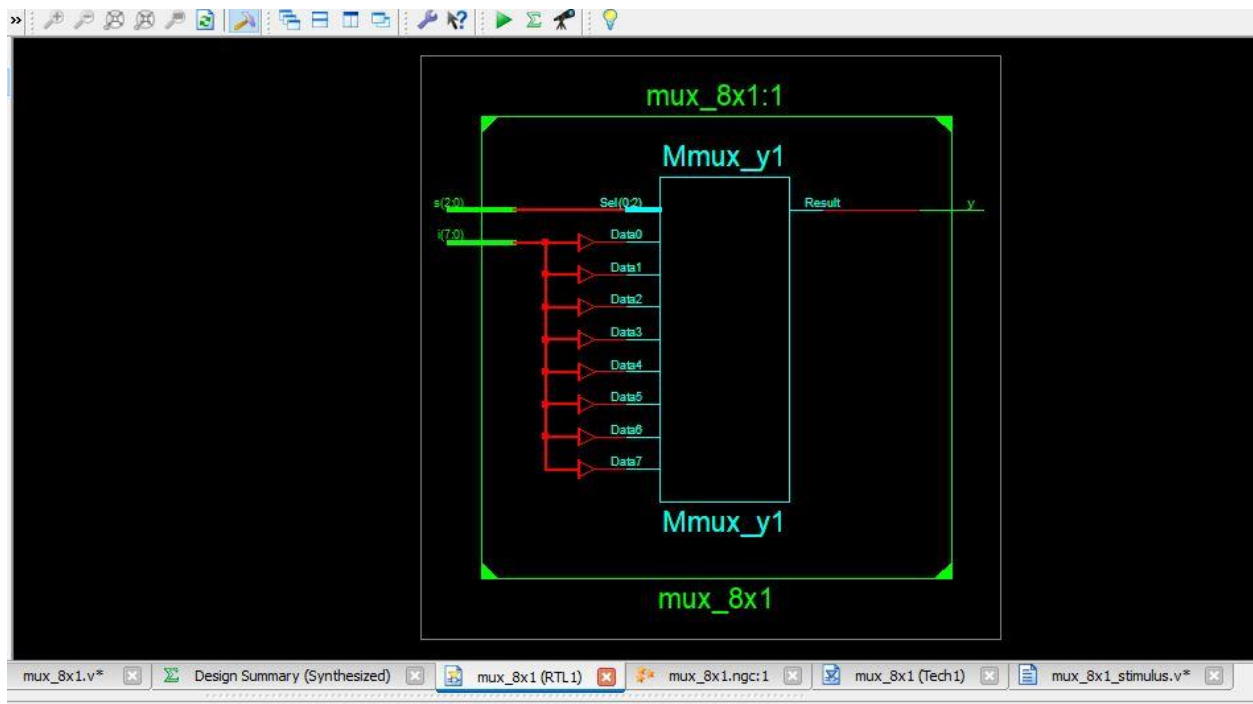 »
mux_8x1:1
Mmux_y1
s(2:0)
Sel(0:2)
Result
y
i(7:0)
Data0
Data1
Data2
Data3
Data4
Data5
Data6
Data7
Mmux_y1
mux_8x1
mux_8x1.v*
Design Summary (Synthesized)
mux_8x1 (RTL1)
mux_8x1.ngc:1
mux_8x1 (Tech1)
mux_8x1_stimulus.v*